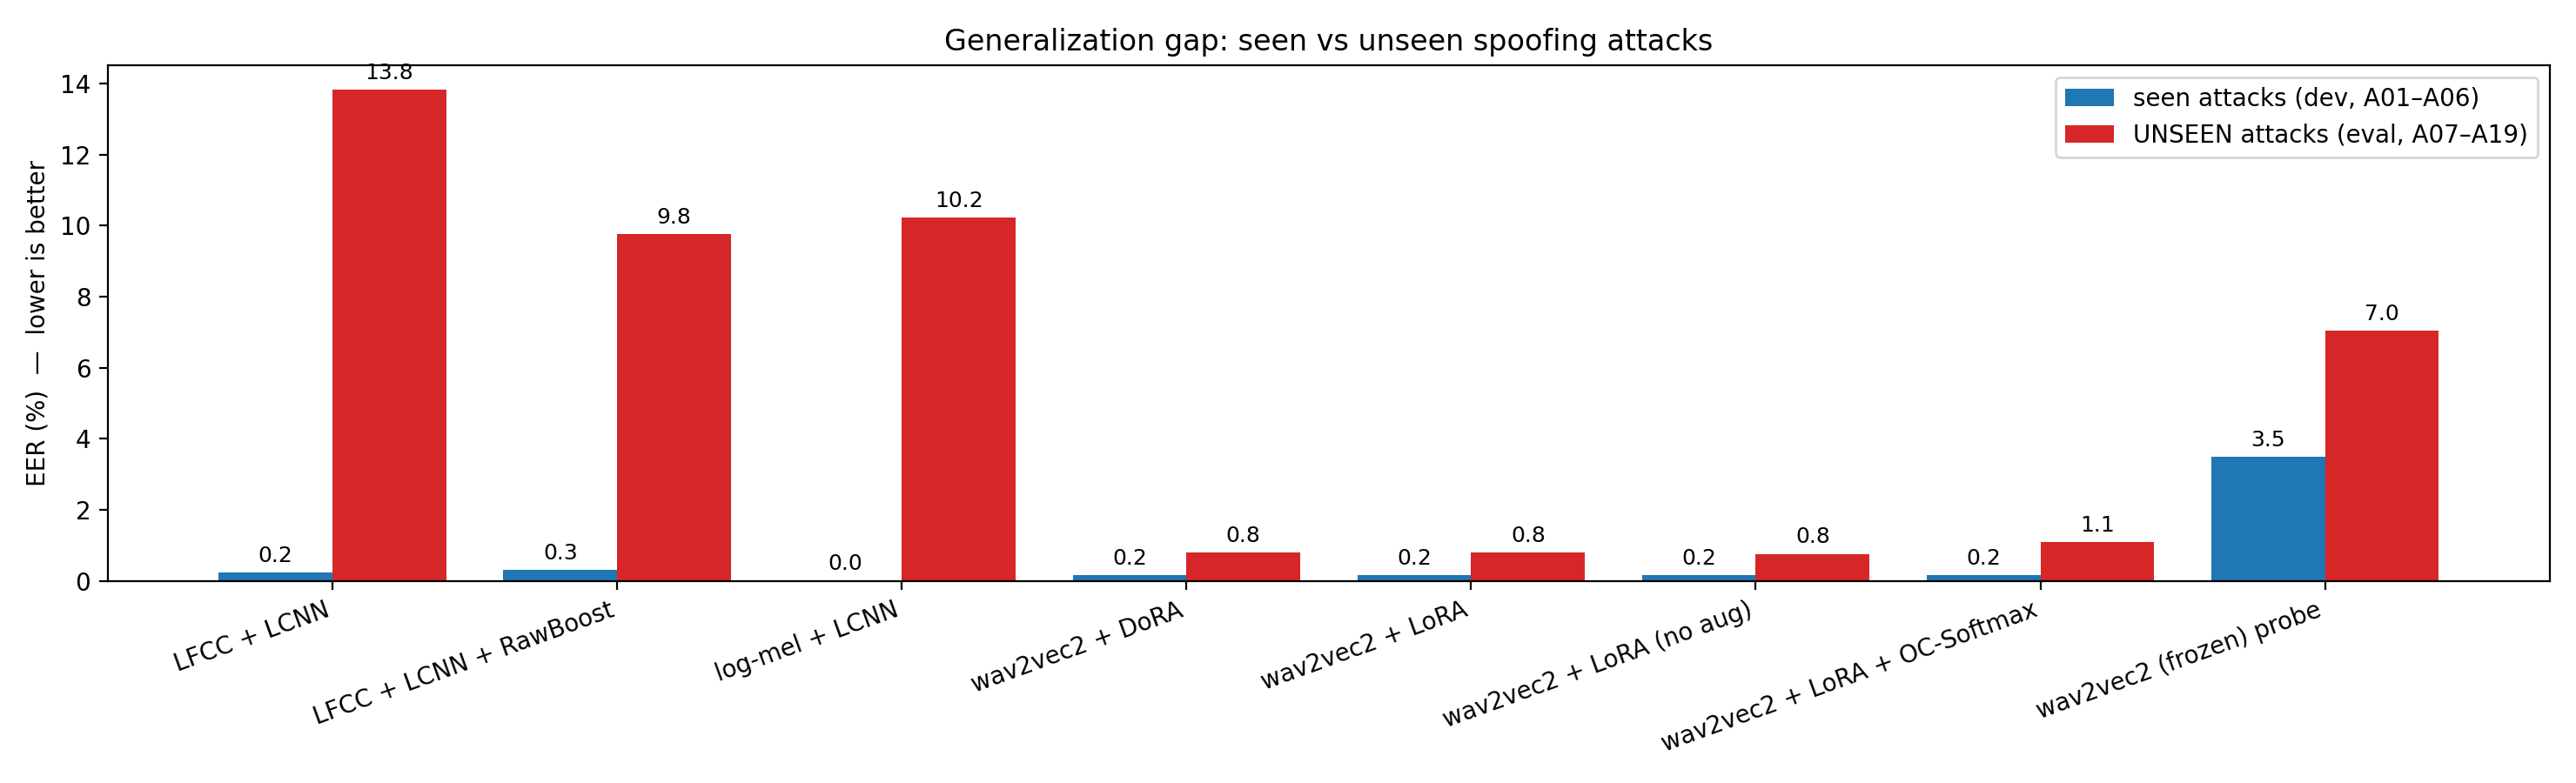 Generalization gap: seen vs unseen spoofing attacks
EER (%) — lower is better
14
12
10
8
6
4
2
0
seen attacks (dev, A01–A06)
UNSEEN attacks (eval, A07–A19)
0.2
13.8
0.3
9.8
0.0
10.2
0.2
0.8
0.2
0.8
0.2
0.8
0.2
1.1
3.5
7.0
LFCC + LCNN
LFCC + LCNN + RawBoost
log-mel + LCNN
wav2vec2 + DoRA
wav2vec2 + LoRA
wav2vec2 + LoRA (no aug)
wav2vec2 + LoRA + OC-Softmax
wav2vec2 (frozen) probe